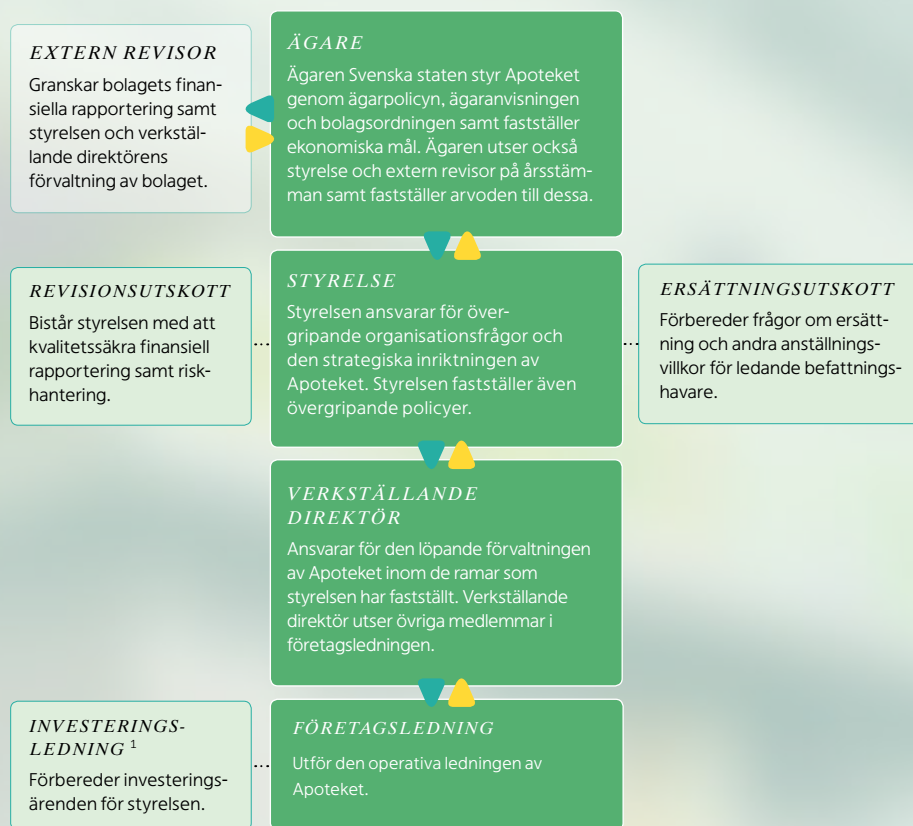 EXTERN REVISOR
Granskar bolagets finan-
siella rapportering samt
styrelsen och verkstäl-
lande direktörens
förvaltning av bolaget.
ÄGARE
Ägaren Svenska staten styr Apoteket
genom ägarpolicyn, ägaranvisningen
och bolagsordningen samt fastställer
ekonomiska mål. Ägaren utser också
styrelse och extern revisor på årsstäm-
man samt fastställer arvoden till dessa.
REVISIONSUTSKOTT
Bistår styrelsen med att
kvalitetssäkra finansiell
rapportering samt risk-
hantering.
STYRELSE
Styrelsen ansvarar för över-
gripande organisationsfrågor och
den strategiska inriktningen av
Apoteket. Styrelsen fastställer även
övergripande policyer.
ERSÄTTNINGSUTSKOTT
Förbereder frågor om ersätt-
ning och andra anställnings-
villkor för ledande befattnings-
havare.
VERKSTÄLLANDE
DIREKTÖR
Ansvarar för den löpande förvaltningen
av Apoteket inom de ramar som
styrelsen har fastställt. Verkställande
direktör utser övriga medlemmar i
företagsledningen.
INVESTERINGS-
LEDNING ¹
Förbereder investerings-
ärenden för styrelsen.
FÖRETAGSLEDNING
Utför den operativa ledningen av
Apoteket.